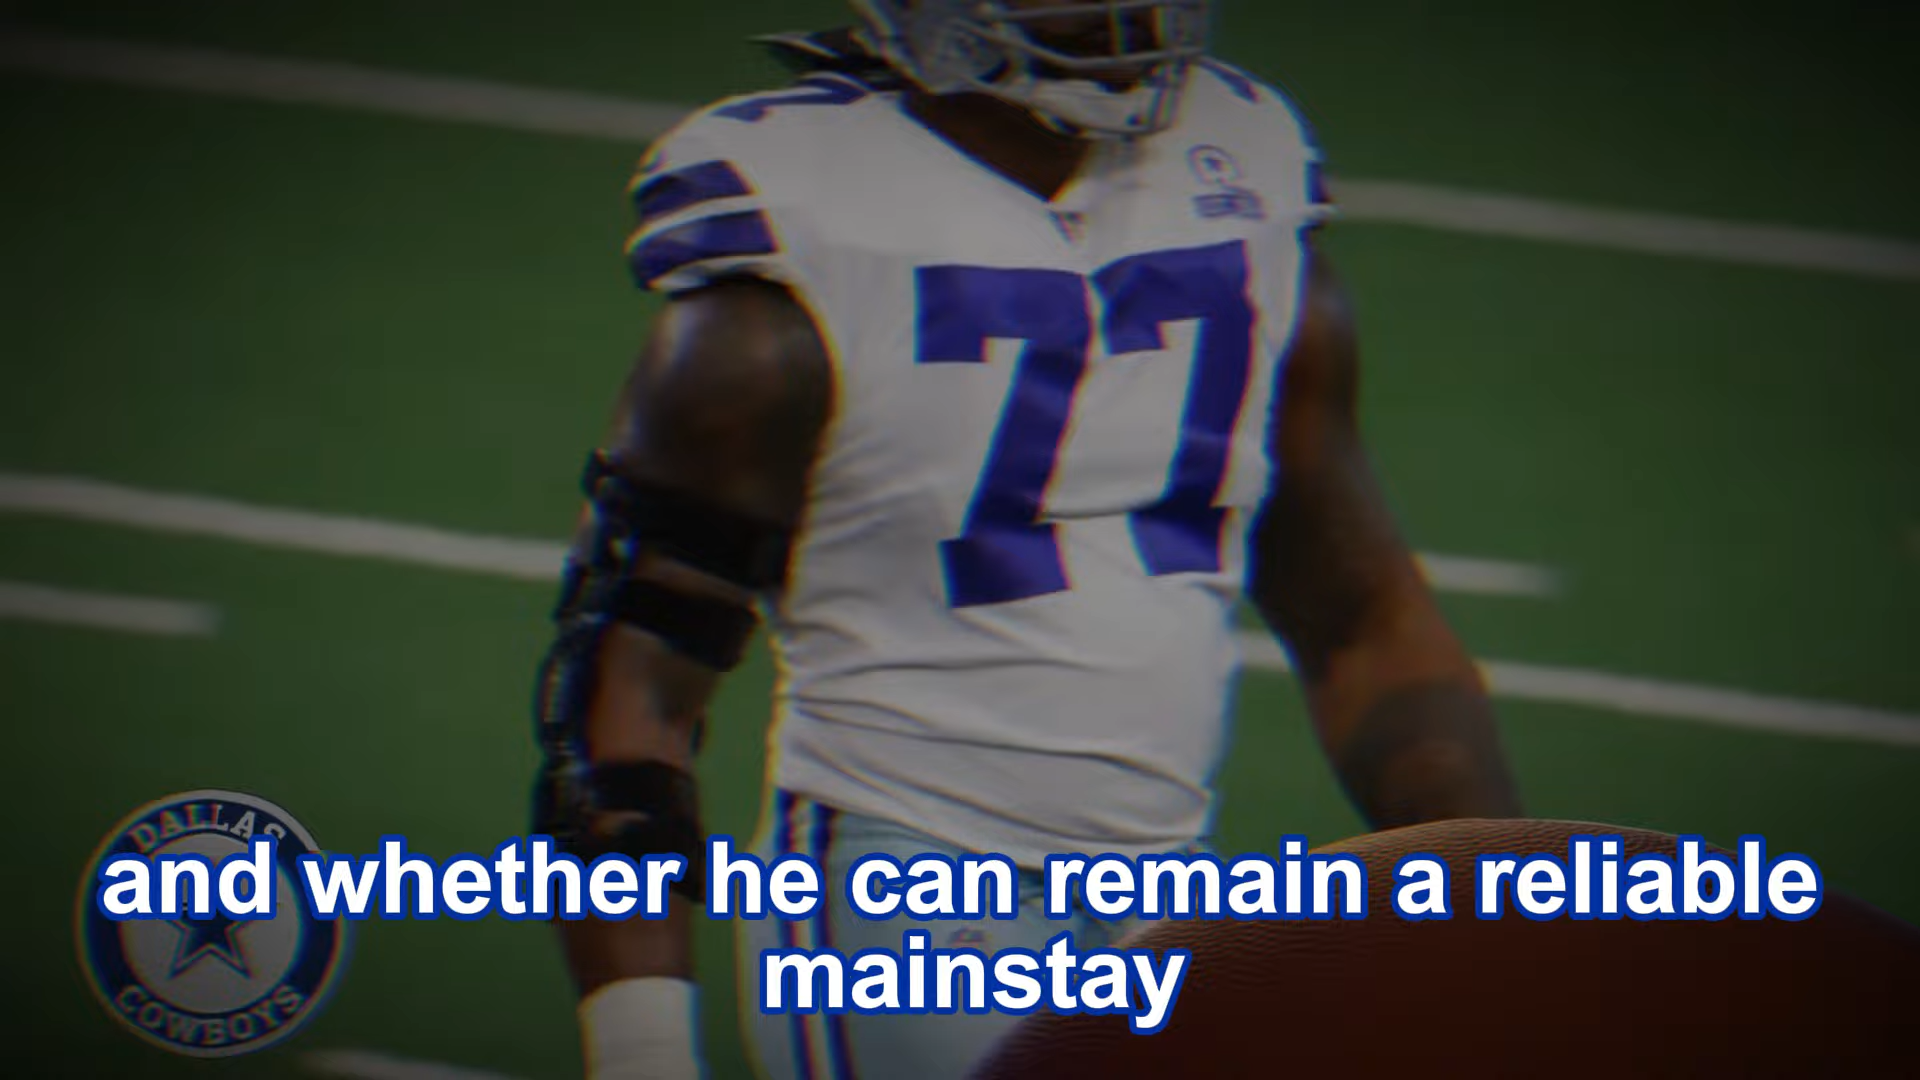 77
DALLAS
COWBOYS
and whether he can remain a reliable
mainstay